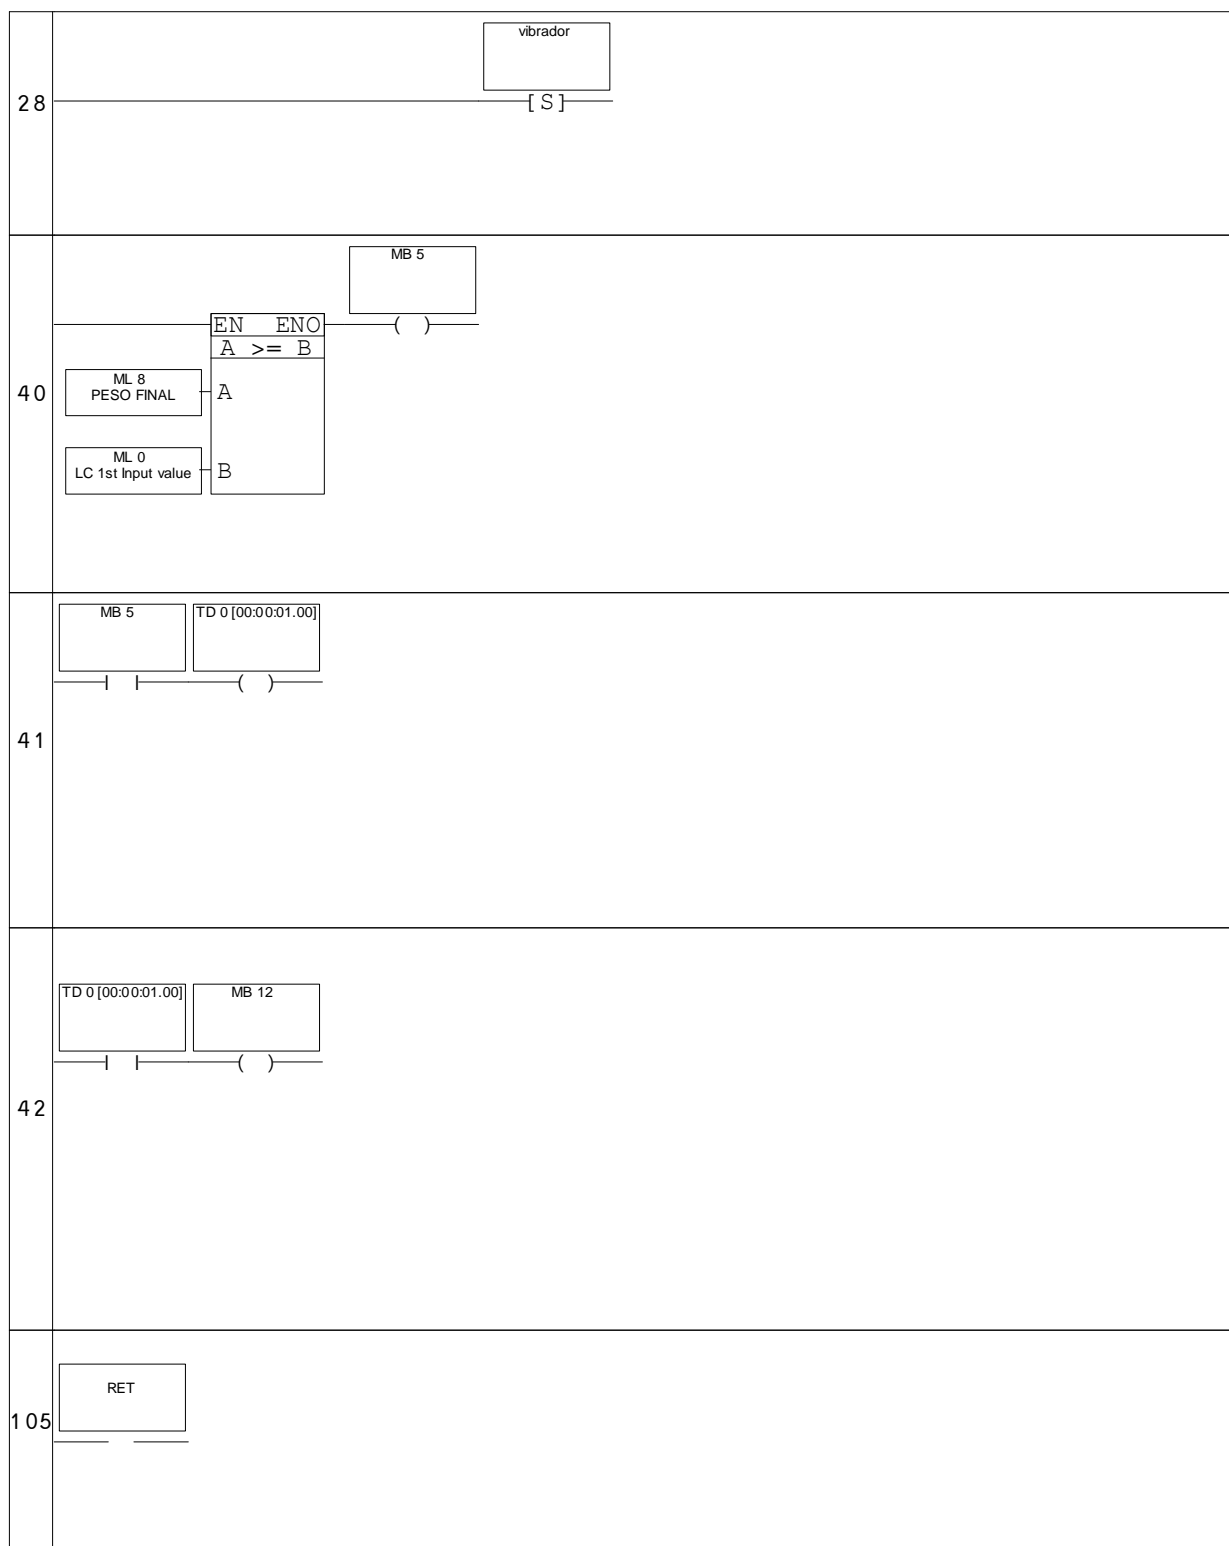 vibrador
28
[ S ]
MB 5
EN ENO
( )
A >= B
ML 8
PESO FINAL
A
40
ML 0
LC 1st Input value
B
MB 5
TD 0 [00:00:01.00]
( )
41
TD 0 [00:00:01.00]
MB 12
( )
42
RET
105